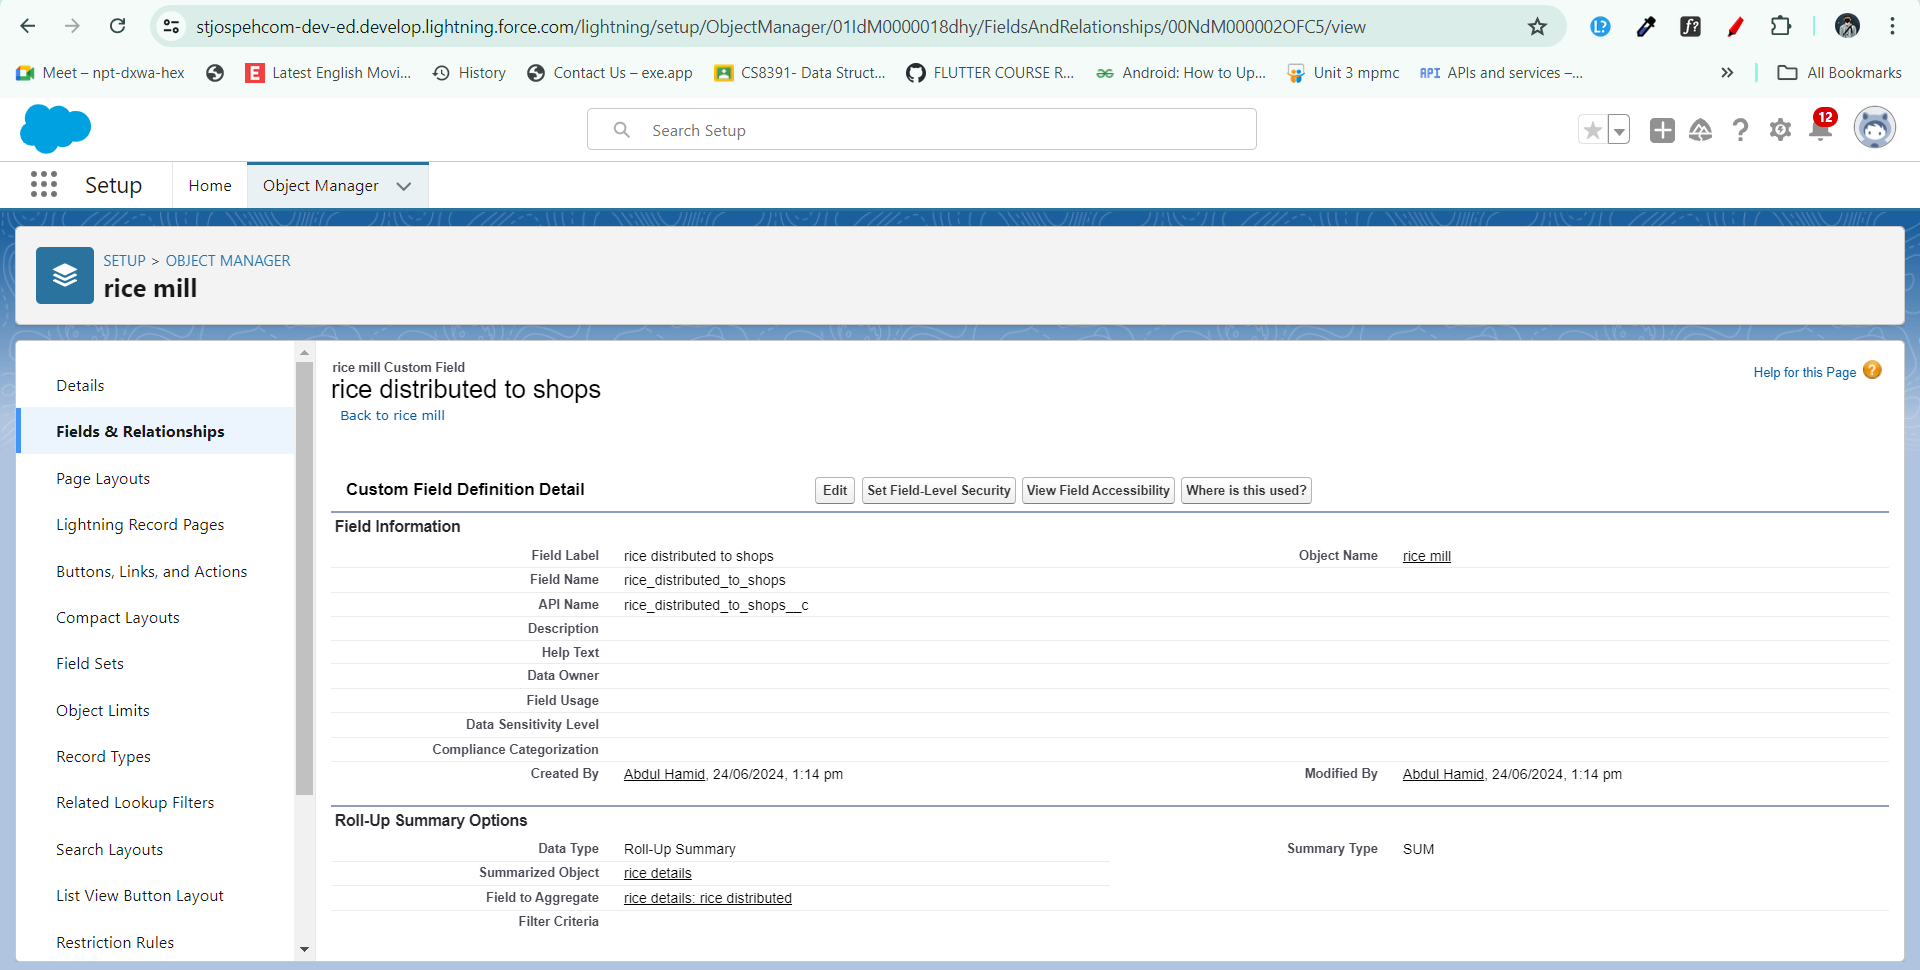 stjospehcom-dev-ed.develop.lightning.force.com/lightning/setup/ObjectManager/01IdM0000018dhy/FieldsAndRelationships/00NdM000002OFC5/view
Meet – npt-dxwa-hex Latest English Movi... History Contact Us – exe.app CS8391- Data Struct... FLUTTER COURSE R... Android: How to Up... Unit 3 mpmc API APIs and services –... All Bookmarks
Search Setup 12
Setup Home Object Manager
SETUP > OBJECT MANAGER
rice mill
Details
Fields & Relationships
Page Layouts
Lightning Record Pages
Buttons, Links, and Actions
Compact Layouts
Field Sets
Object Limits
Record Types
Related Lookup Filters
Search Layouts
List View Button Layout
Restriction Rules
rice mill Custom Field
rice distributed to shops
Back to rice mill
Help for this Page ?
Custom Field Definition Detail Edit Set Field-Level Security View Field Accessibility Where is this used?
Field Information
Field Label rice distributed to shops Object Name rice mill
Field Name rice_distributed_to_shops
API Name rice_distributed_to_shops__c
Description
Help Text
Data Owner
Field Usage
Data Sensitivity Level
Compliance Categorization
Created By Abdul Hamid, 24/06/2024, 1:14 pm Modified By Abdul Hamid, 24/06/2024, 1:14 pm
Roll-Up Summary Options
Data Type Roll-Up Summary Summary Type SUM
Summarized Object rice details
Field to Aggregate rice details: rice distributed
Filter Criteria